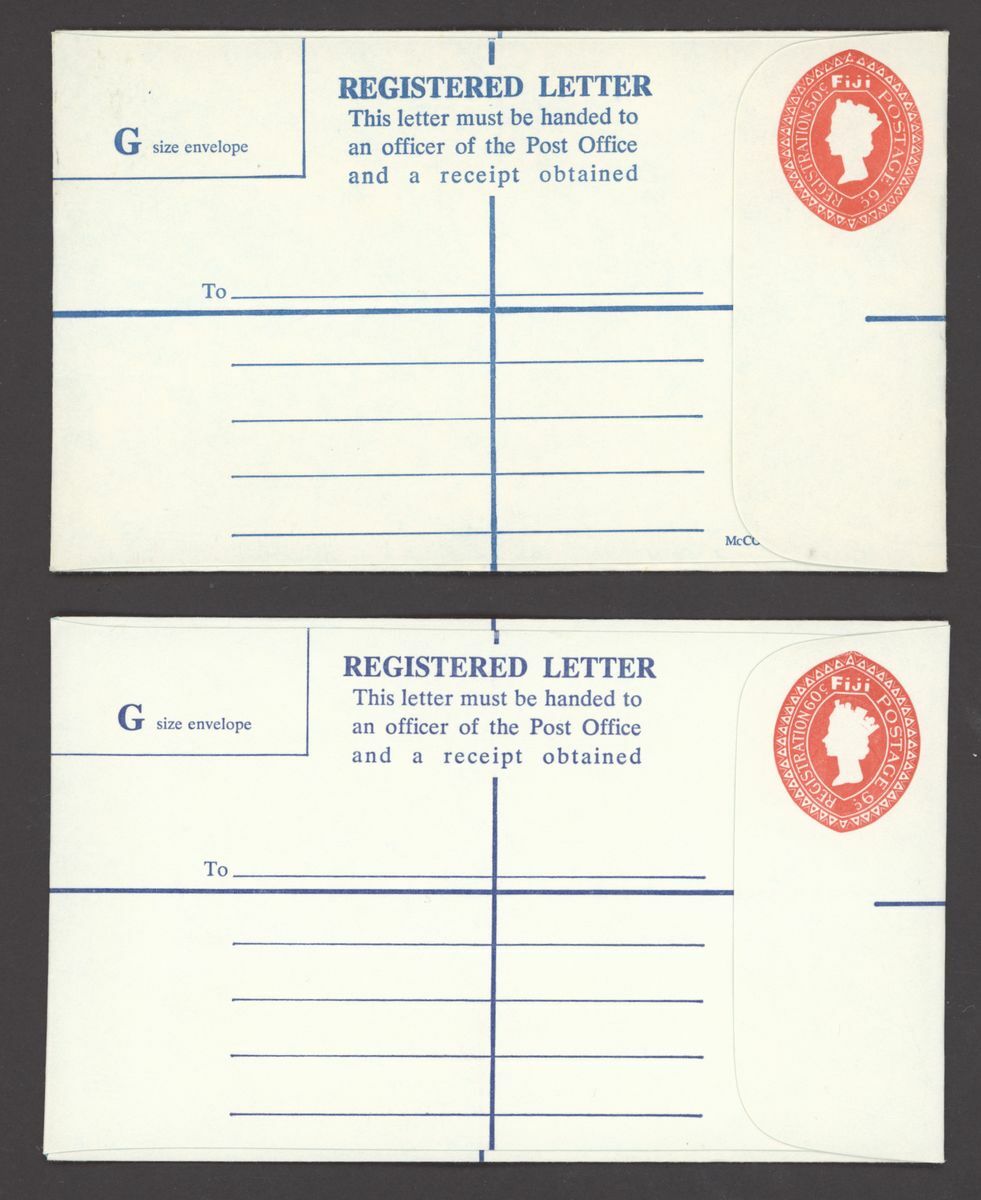 REGISTERED LETTER
This letter must be handed to
an officer of the Post Office
and a receipt obtained
G size envelope
FIJI
REGISTRATION 50c POSTAGE
To
McCO
REGISTERED LETTER
This letter must be handed to
an officer of the Post Office
and a receipt obtained
G size envelope
FIJI
REGISTRATION 60c POSTAGE
To